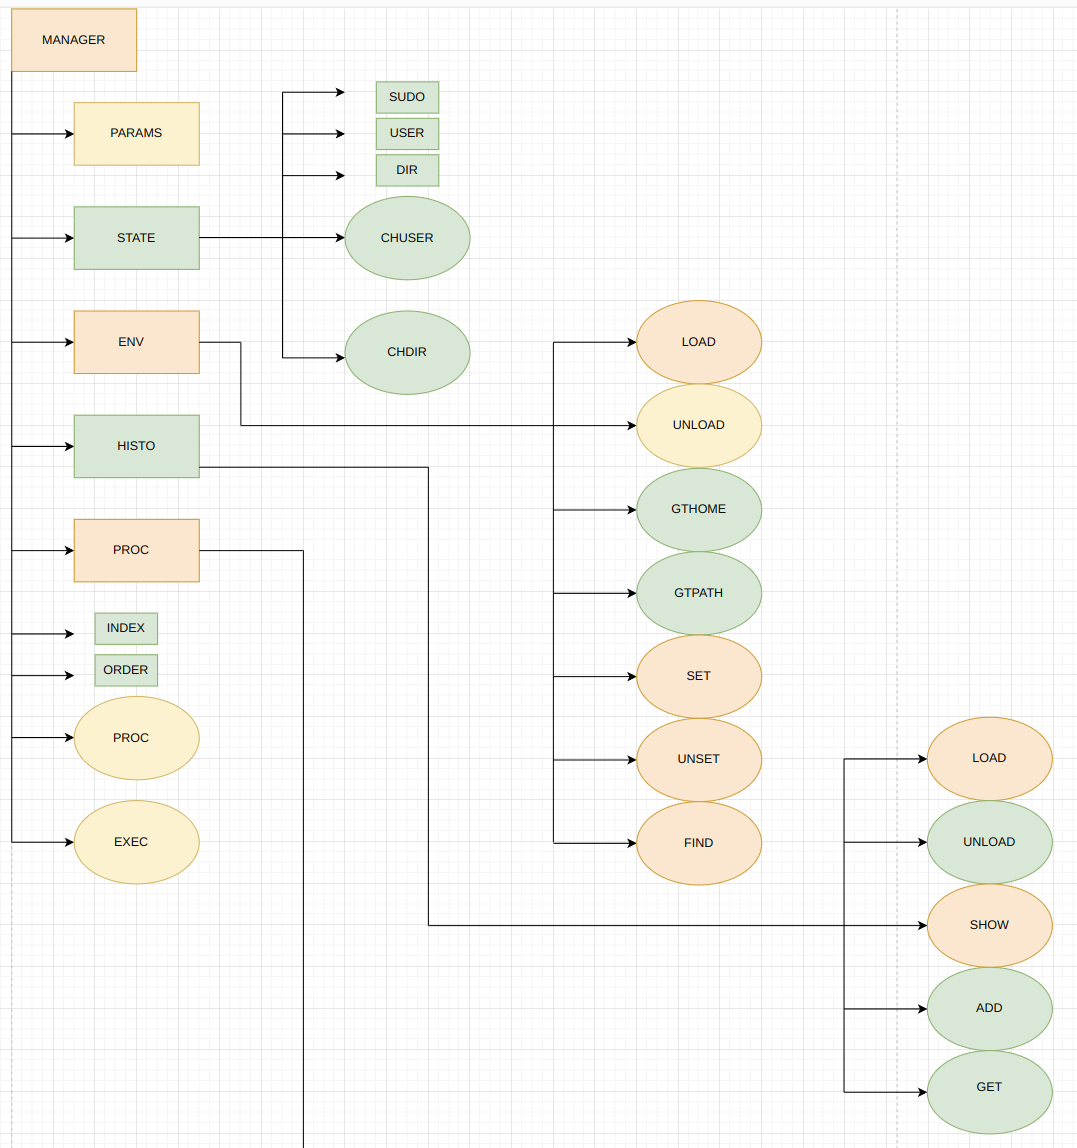 MANAGER
PARAMS
STATE
ENV
HISTO
PROC
INDEX
ORDER
PROC
EXEC
SUDO
USER
DIR
CHUSER
CHDIR
LOAD
UNLOAD
GTHOME
GTPATH
SET
UNSET
FIND
LOAD
UNLOAD
SHOW
ADD
GET